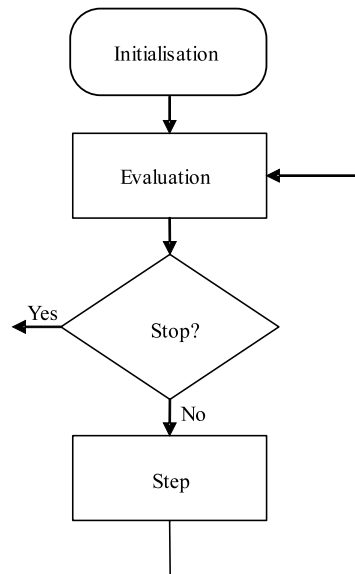 Initialisation
Evaluation
Yes
Stop?
No
Step